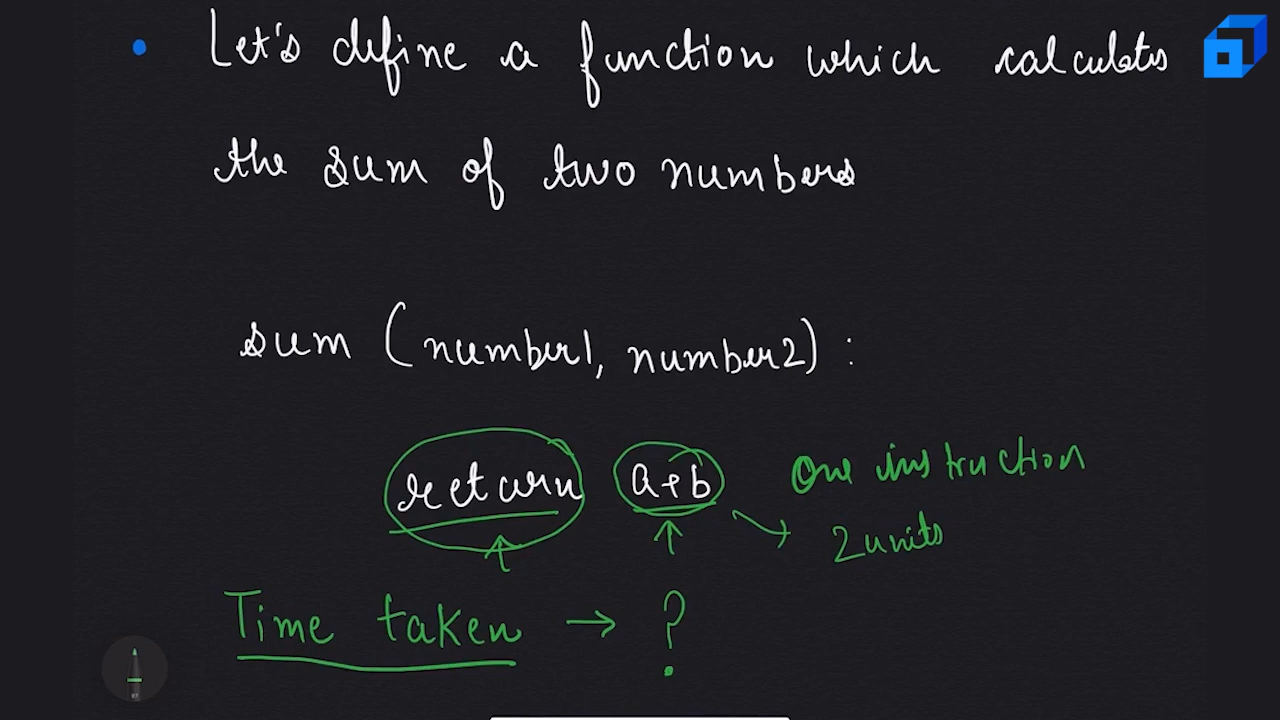 Let's define a function which calculates
the sum of two numbers
sum (number1, number2) :
return a+b One instruction
2 units
Time taken → ?